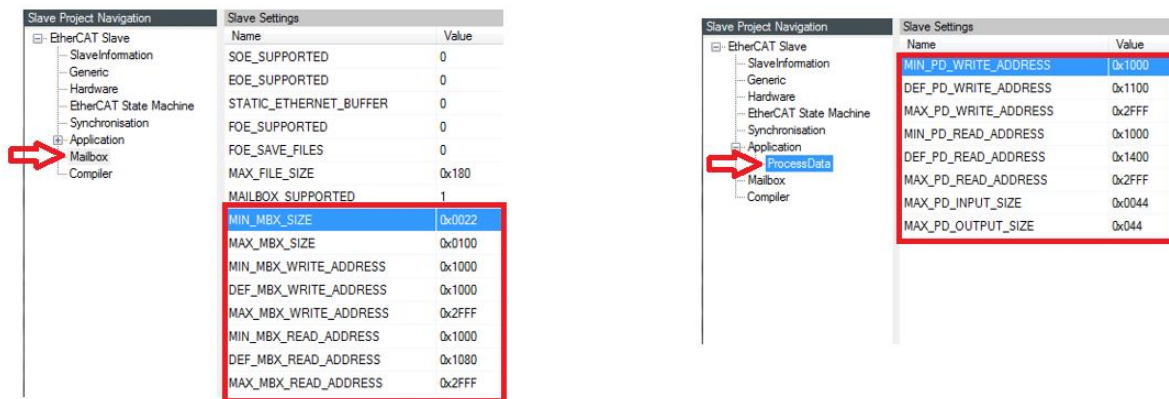 Slave Project Navigation
EtherCAT Slave
SlaveInformation
Generic
Hardware
EtherCAT State Machine
Synchronisation
Application
Mailbox
Compiler
Slave Settings
Name Value
SOE_SUPPORTED 0
EOE_SUPPORTED 0
STATIC_ETHERNET_BUFFER 0
FOE_SUPPORTED 0
FOE_SAVE_FILES 0
MAX_FILE_SIZE 0x180
MAILBOX_SUPPORTED 1
MIN_MBX_SIZE 0x0022
MAX_MBX_SIZE 0x0100
MIN_MBX_WRITE_ADDRESS 0x1000
DEF_MBX_WRITE_ADDRESS 0x1000
MAX_MBX_WRITE_ADDRESS 0x2FFF
MIN_MBX_READ_ADDRESS 0x1000
DEF_MBX_READ_ADDRESS 0x1080
MAX_MBX_READ_ADDRESS 0x2FFF
Slave Project Navigation
EtherCAT Slave
SlaveInformation
Generic
Hardware
EtherCAT State Machine
Synchronisation
Application
ProcessData
Mailbox
Compiler
Slave Settings
Name Value
MIN_PD_WRITE_ADDRESS 0x1000
DEF_PD_WRITE_ADDRESS 0x1100
MAX_PD_WRITE_ADDRESS 0x2FFF
MIN_PD_READ_ADDRESS 0x1000
DEF_PD_READ_ADDRESS 0x1400
MAX_PD_READ_ADDRESS 0x2FFF
MAX_PD_INPUT_SIZE 0x0044
MAX_PD_OUTPUT_SIZE 0x044